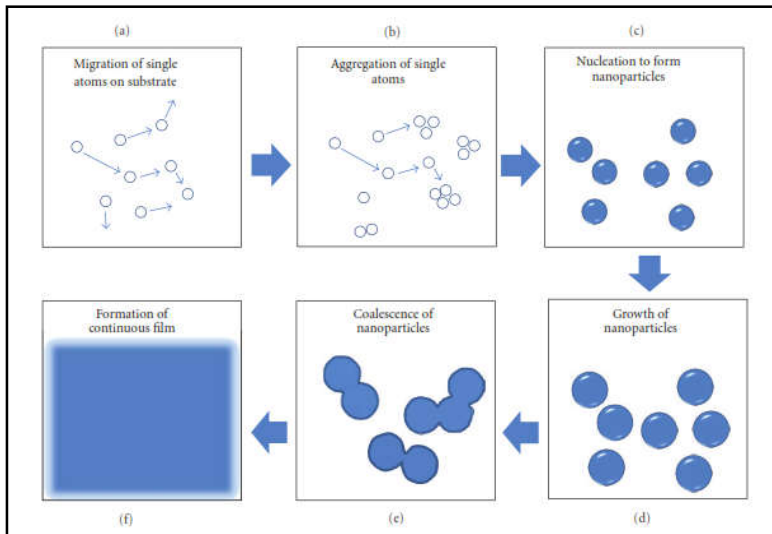 (a)
Migration of single
atoms on substrate
(b)
Aggregation of single
atoms
(c)
Nucleation to form
nanoparticles
Growth of
nanoparticles
(d)
Coalescence of
nanoparticles
(e)
Formation of
continuous film
(f)